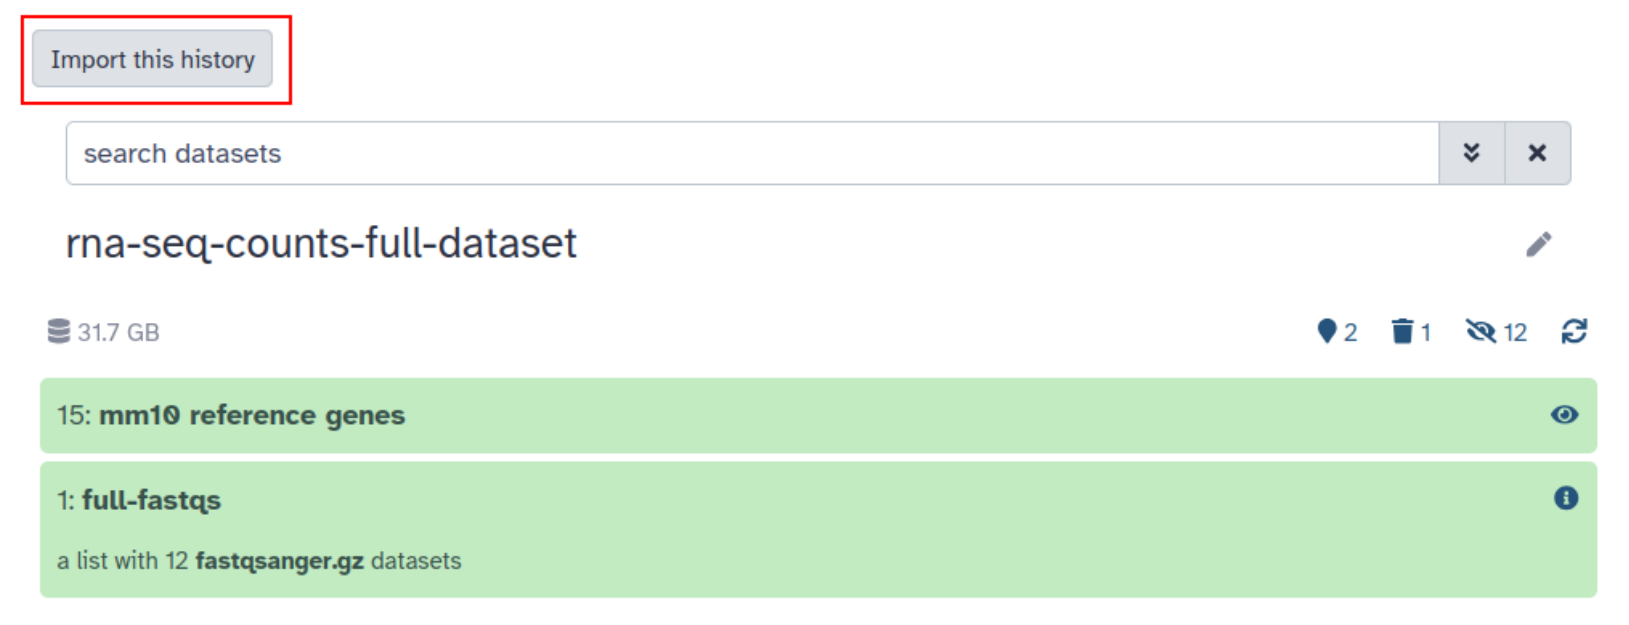 Import this history
search datasets
rna-seq-counts-full-dataset
31.7 GB 2 1 12
15: mm10 reference genes
1: full-fastqs
a list with 12 fastqsanger.gz datasets